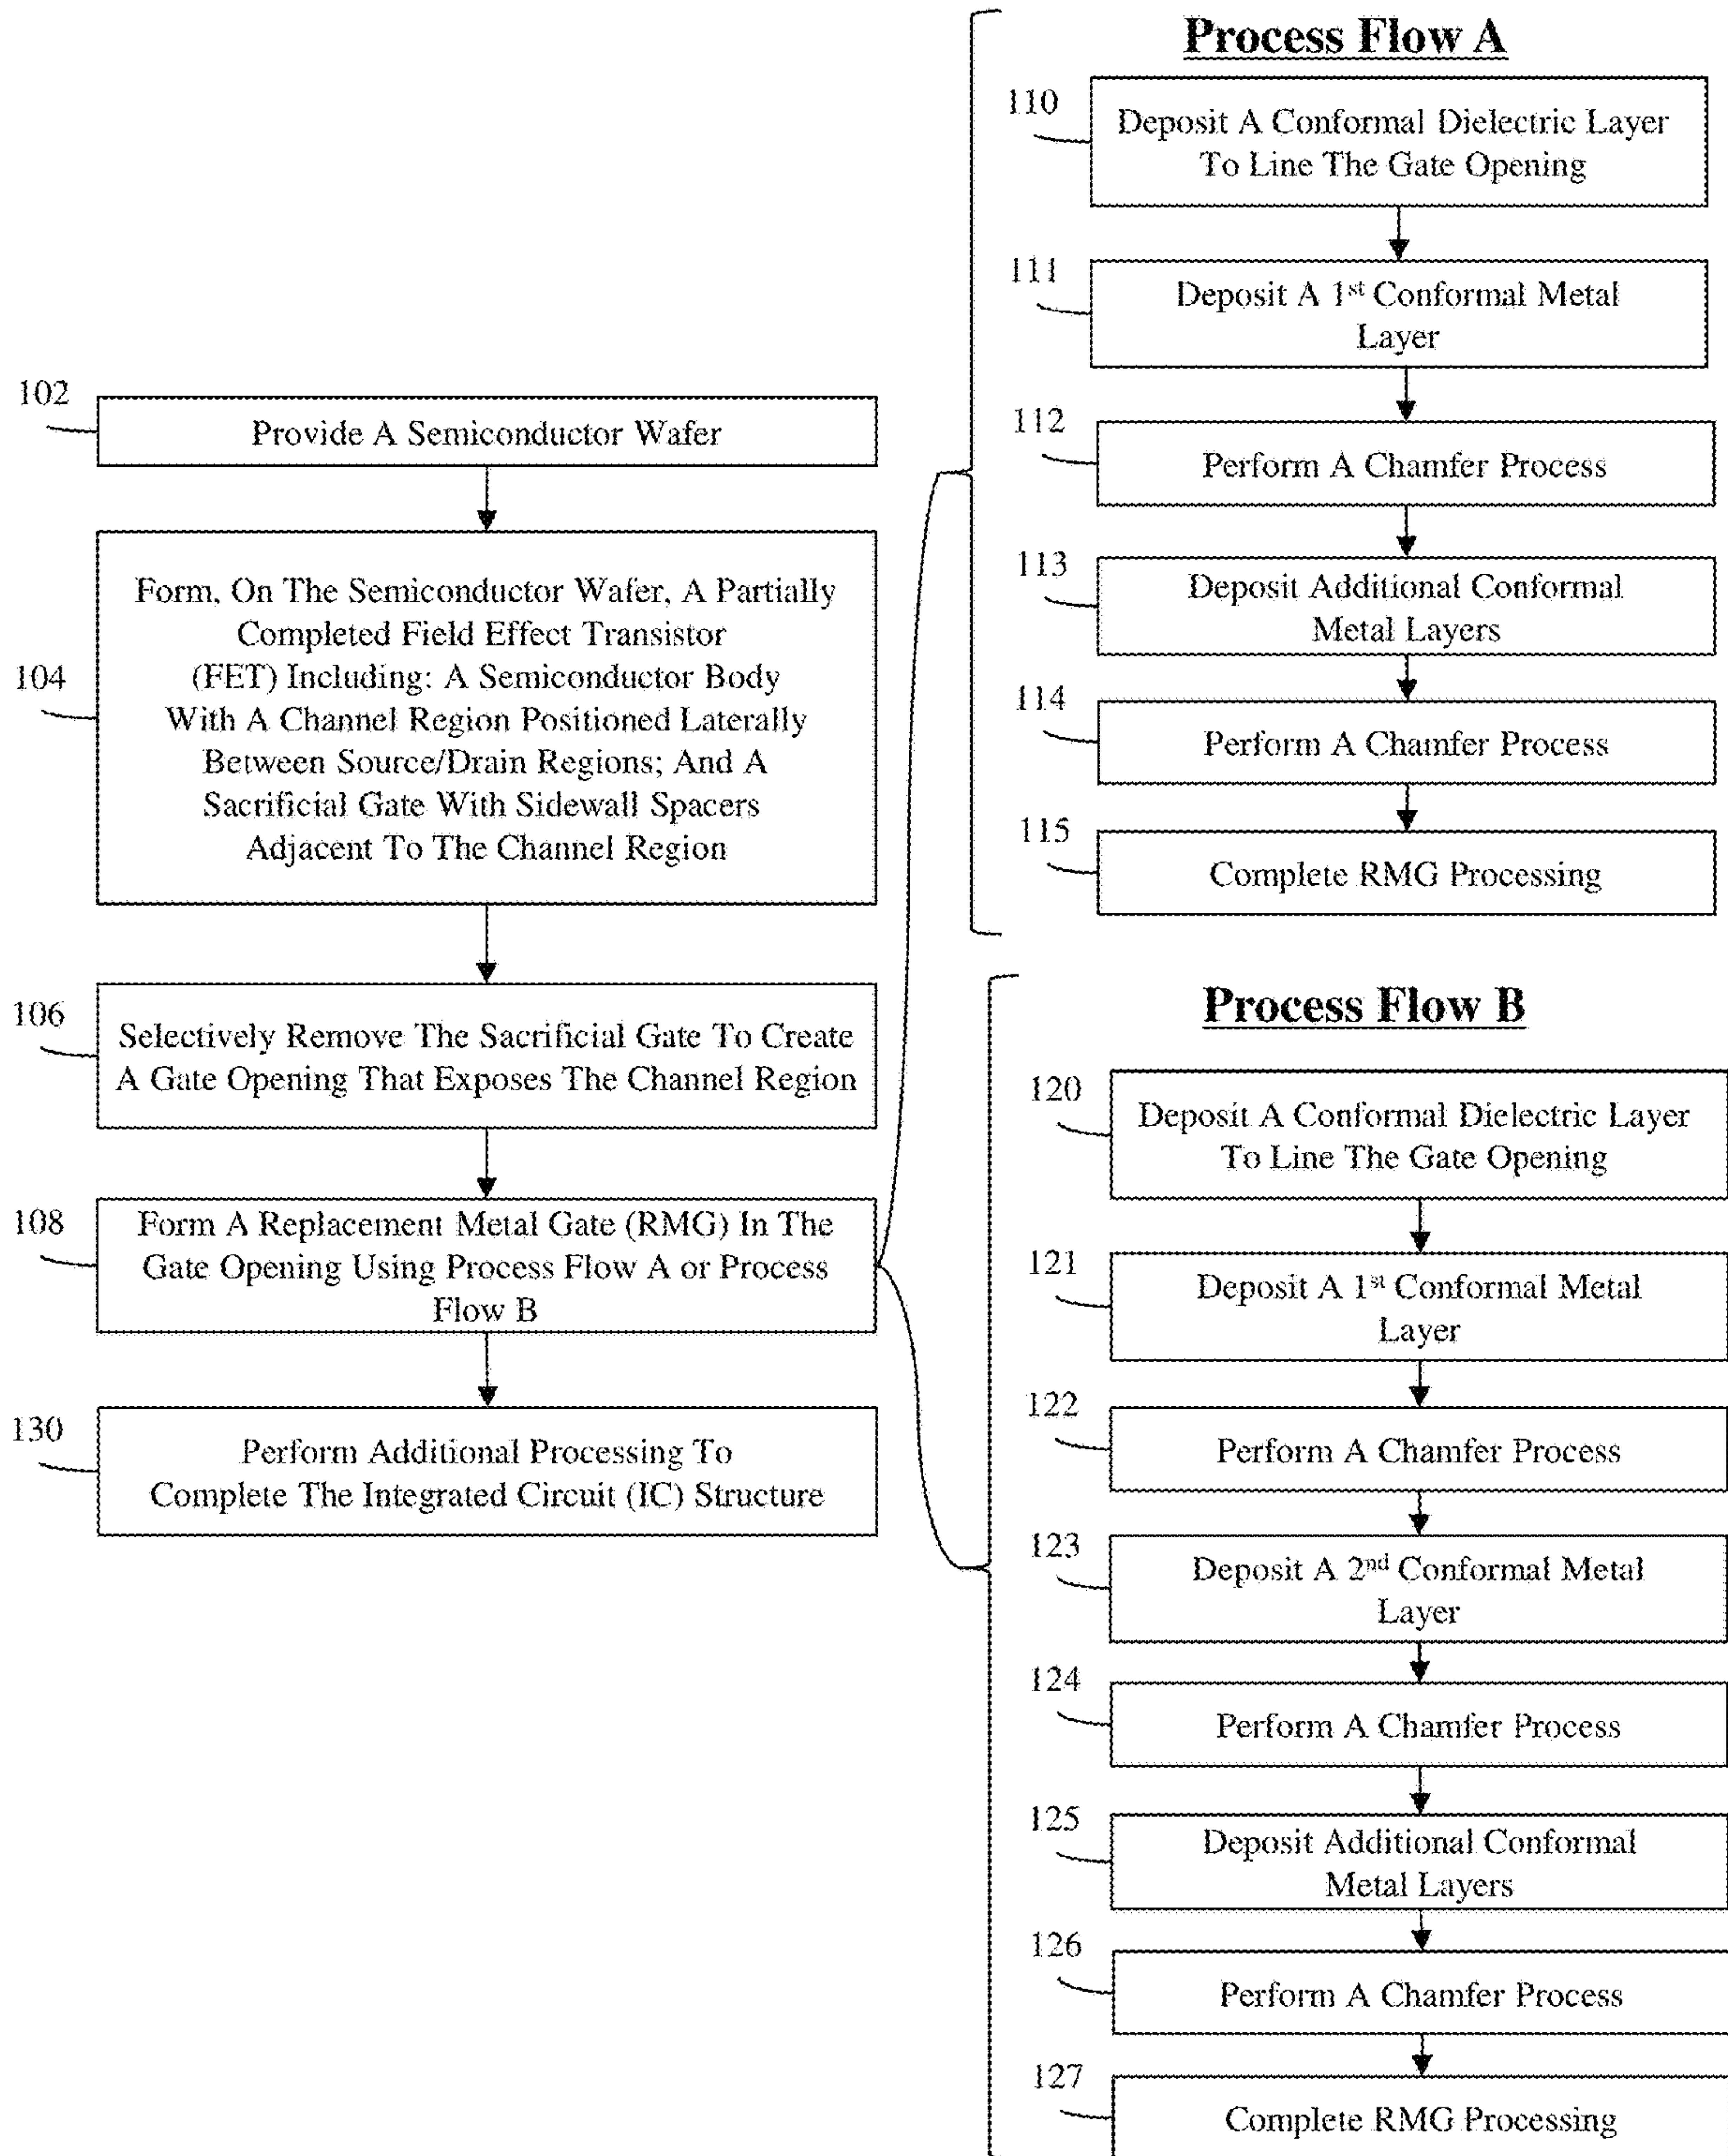 102
Provide A Semiconductor Wafer
104
Form, On The Semiconductor Wafer, A Partially
Completed Field Effect Transistor
(FET) Including: A Semiconductor Body
With A Channel Region Positioned Laterally
Between Source/Drain Regions; And A
Sacrificial Gate With Sidewall Spacers
Adjacent To The Channel Region
106
Selectively Remove The Sacrificial Gate To Create
A Gate Opening That Exposes The Channel Region
108
Form A Replacement Metal Gate (RMG) In The
Gate Opening Using Process Flow A or Process
Flow B
130
Perform Additional Processing To
Complete The Integrated Circuit (IC) Structure
Process Flow A
110
Deposit A Conformal Dielectric Layer
To Line The Gate Opening
111
Deposit A 1st Conformal Metal
Layer
112
Perform A Chamfer Process
113
Deposit Additional Conformal
Metal Layers
114
Perform A Chamfer Process
115
Complete RMG Processing
Process Flow B
120
Deposit A Conformal Dielectric Layer
To Line The Gate Opening
121
Deposit A 1st Conformal Metal
Layer
122
Perform A Chamfer Process
123
Deposit A 2nd Conformal Metal
Layer
124
Perform A Chamfer Process
125
Deposit Additional Conformal
Metal Layers
126
Perform A Chamfer Process
127
Complete RMG Processing